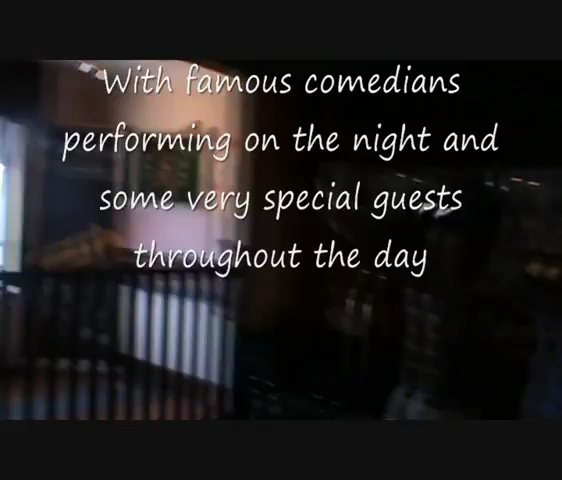 With famous comedians
performing on the night and
some very special guests
throughout the day